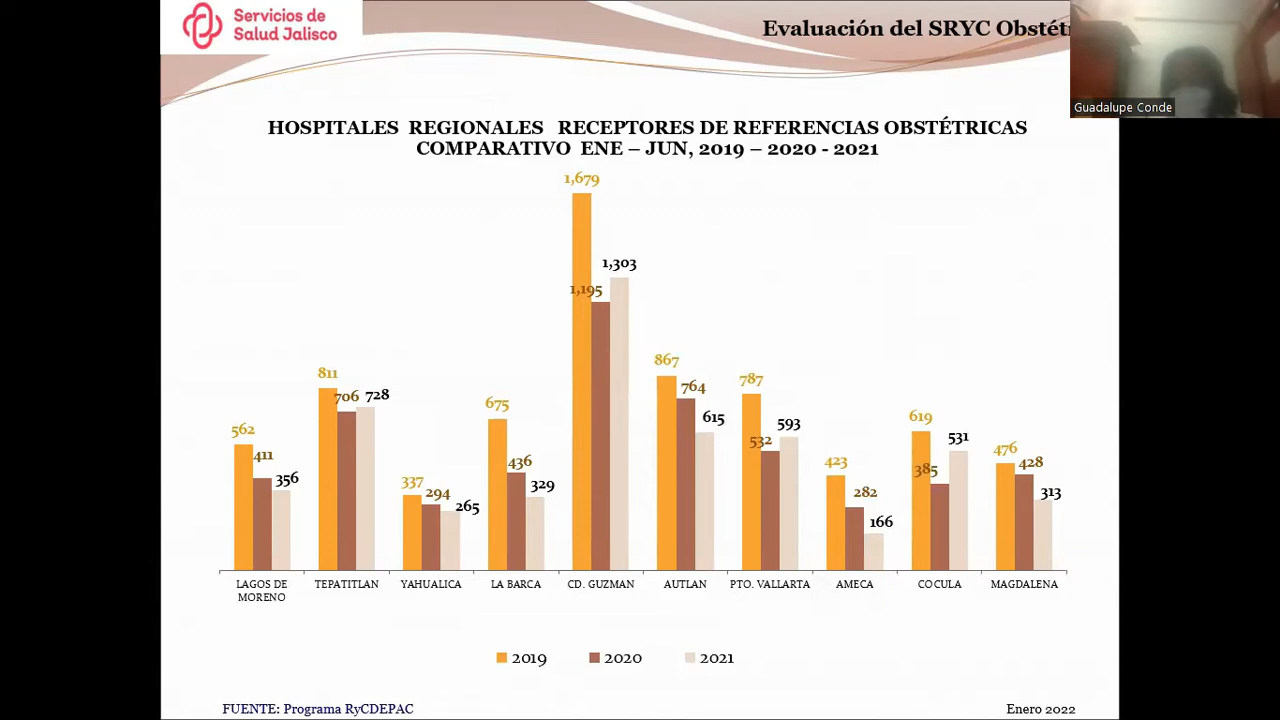 Servicios de
Salud Jalisco
Evaluación del SRYC Obstét
Guadalupe Conde
HOSPITALES REGIONALES RECEPTORES DE REFERENCIAS OBSTÉTRICAS
COMPARATIVO ENE – JUN, 2019 – 2020 - 2021
1,679
1,303
1,195
867
811
787
764
706 728
675
615
619
593
562
532
531
476
436
428
423
411
385
356
337
329
313
294
282
265
166
LAGOS DE
MORENO
TEPATITLAN
YAHUALICA
LA BARCA
CD. GUZMAN
AUTLAN
PTO. VALLARTA
AMECA
COCULA
MAGDALENA
2019 2020 2021
FUENTE: Programa RyCDEPAC
Enero 2022